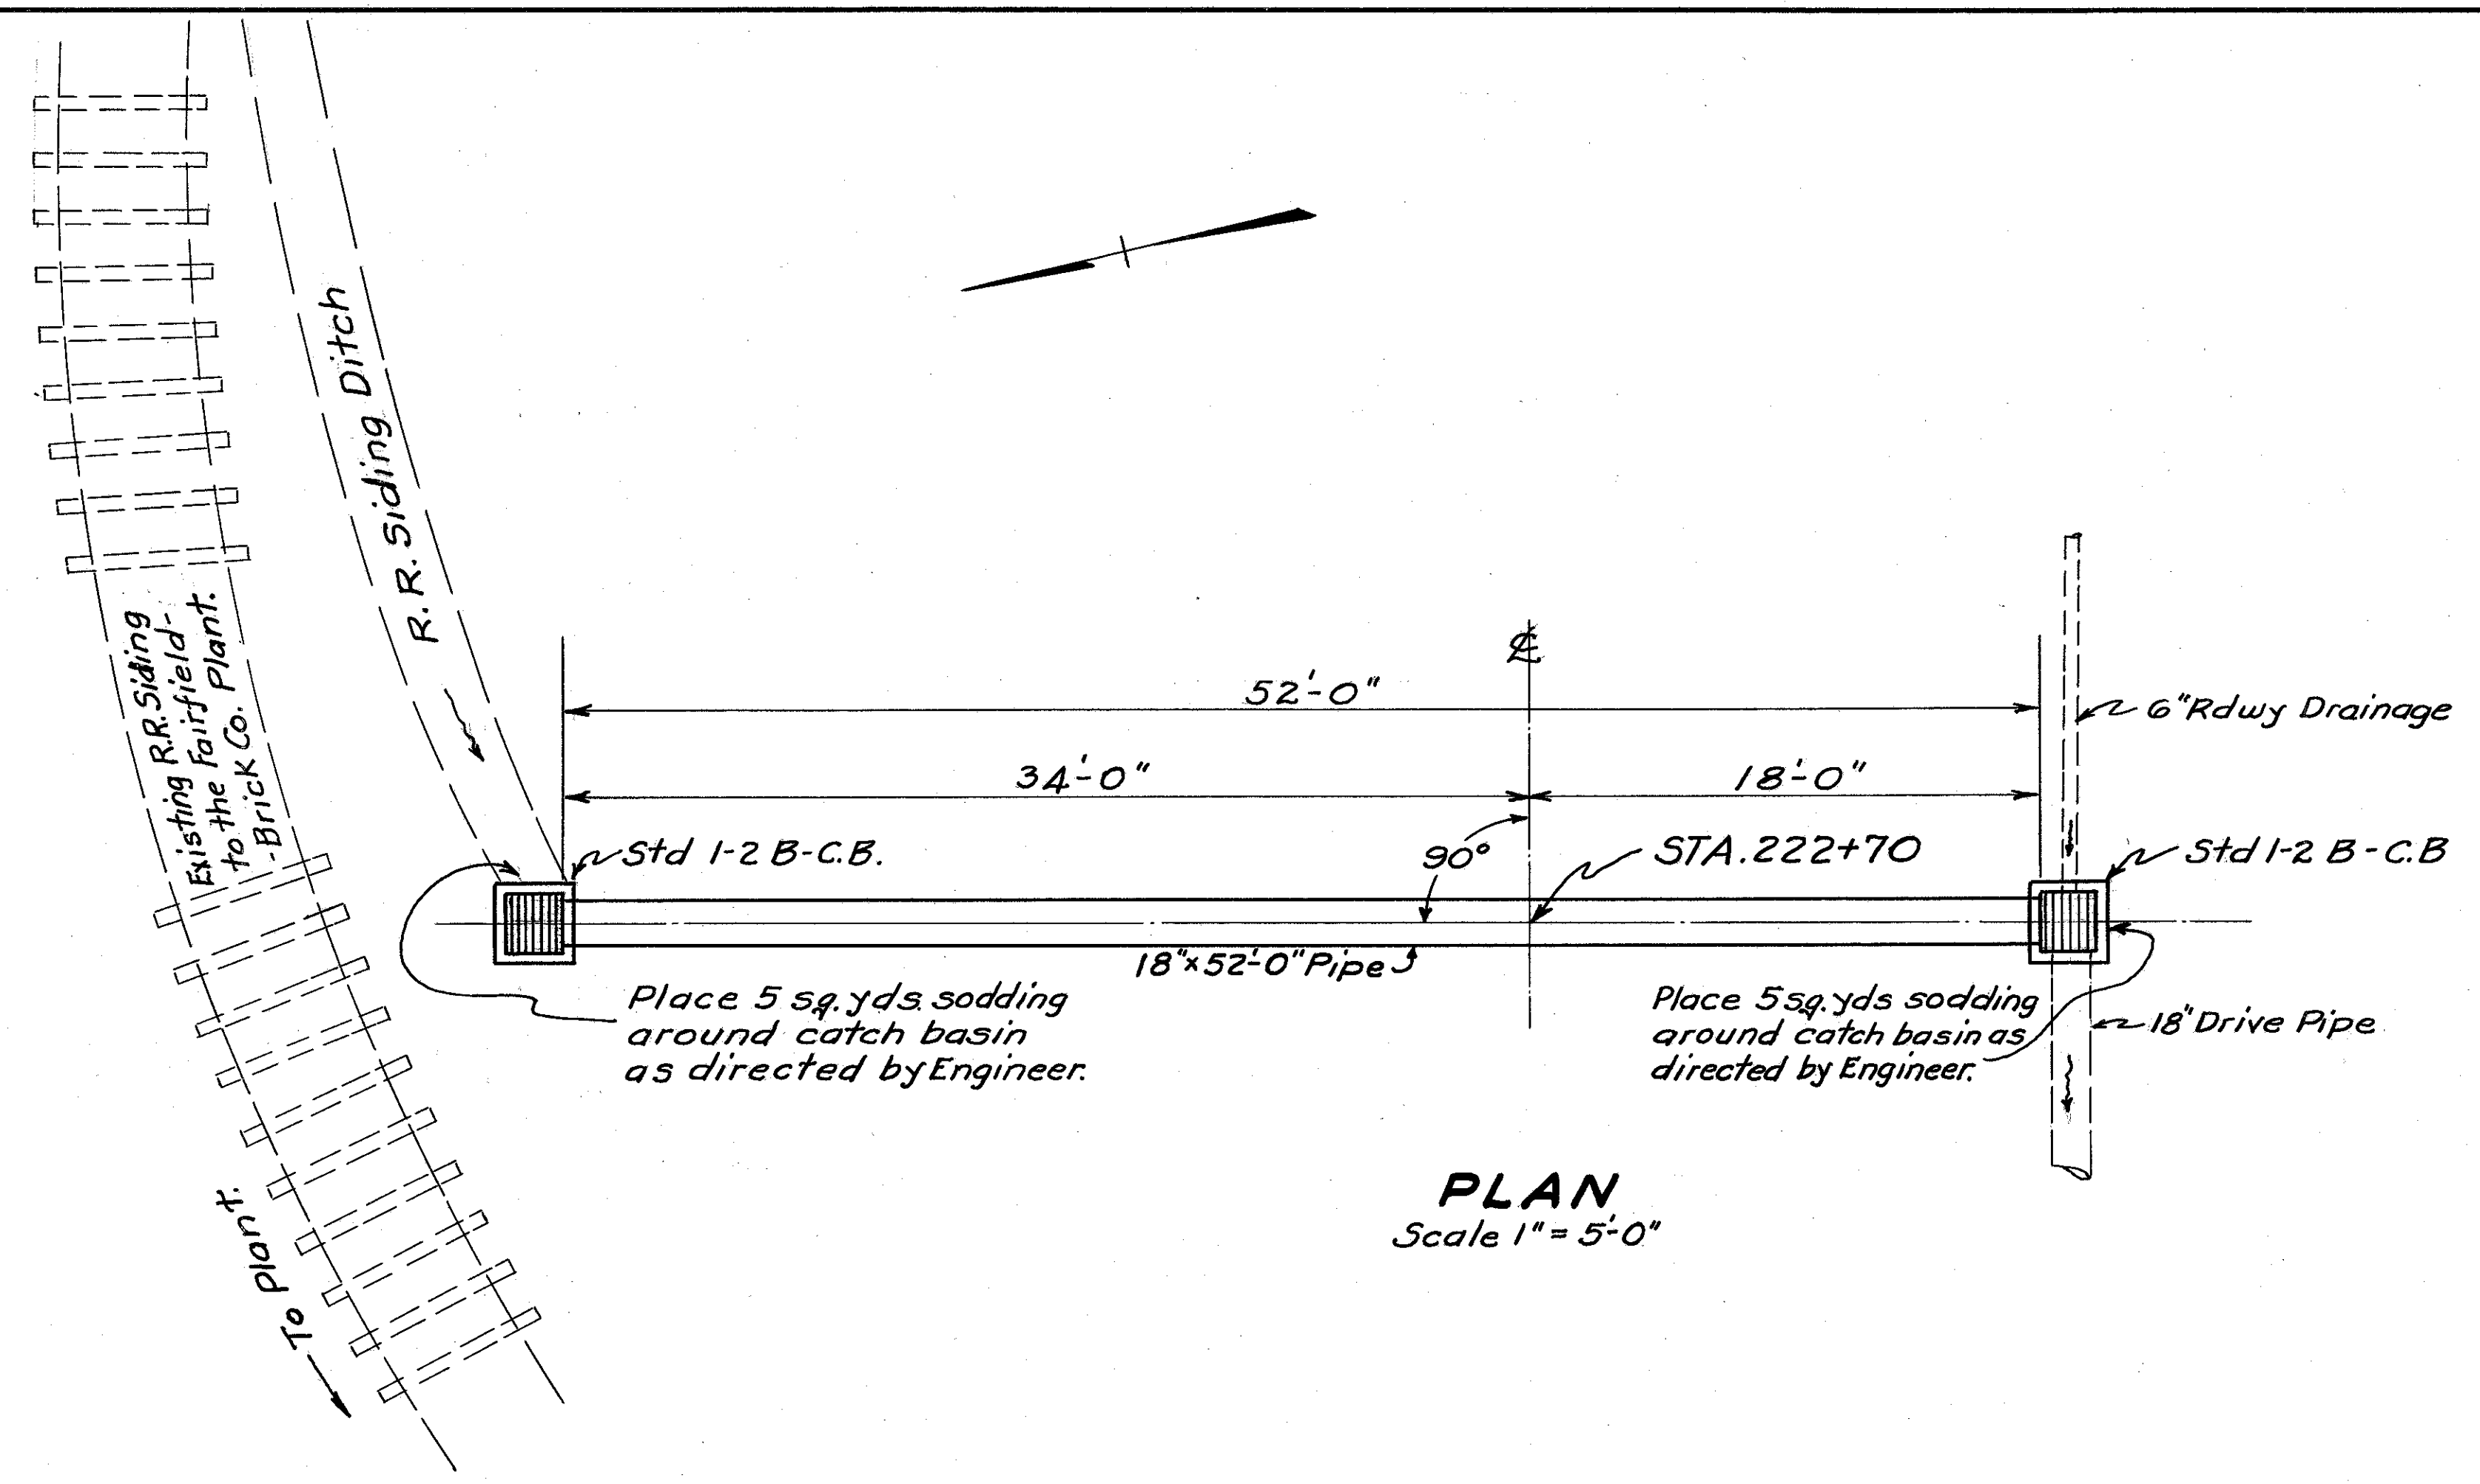 R.R. Siding Ditch
Existing R.R. Siding
to the Fairfield-
-Brick Co. Plant.
To plant.
℄
52'-0"
6" Rdwy Drainage
34'-0"
18'-0"
Std 1-2 B-C.B.
90°
STA. 222+70
Std 1-2 B-C.B
18"x52'-0" Pipe
Place 5 sq. yds. sodding
around catch basin
as directed by Engineer.
Place 5 sq. yds sodding
around catch basin as
directed by Engineer.
18" Drive Pipe
PLAN
Scale 1" = 5'-0"